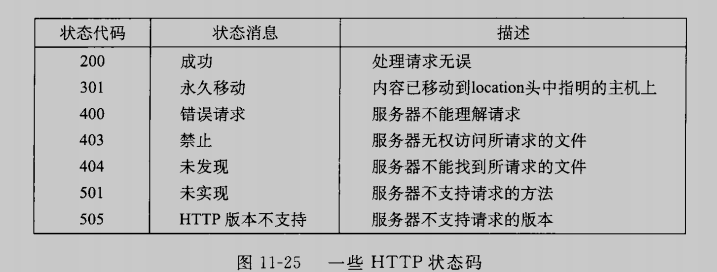 状态代码 状态消息 描述
200 成功 处理请求无误
301 永久移动 内容已移动到location头中指明的主机上
400 错误请求 服务器不能理解请求
403 禁止 服务器无权访问所请求的文件
404 未发现 服务器不能找到所请求的文件
501 未实现 服务器不支持请求的方法
505 HTTP 版本不支持 服务器不支持请求的版本
图 11-25 一些 HTTP 状态码